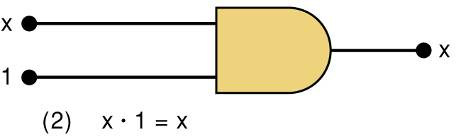 x
x
1
(2) x · 1 = x